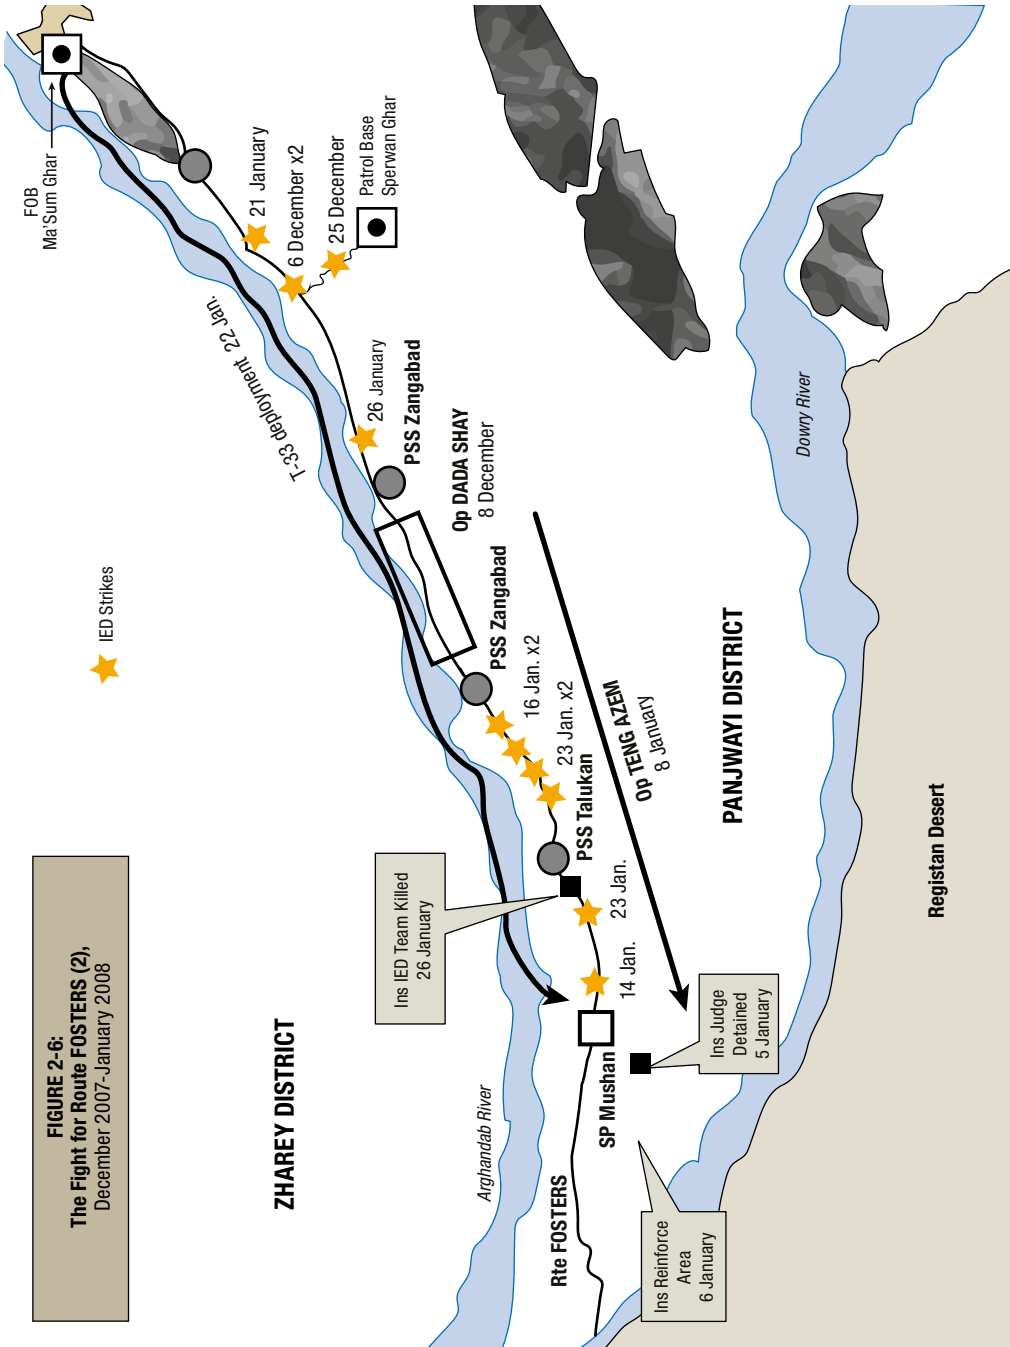 FIGURE 2-6:
The Fight for Route FOSTERS (2),
December 2007-January 2008
IED Strikes
FOB
Ma'Sum Ghar
ZHAREY DISTRICT
T-33 deployment 22 Jan.
21 January
6 December x2
25 December
Patrol Base
Sperwan Ghar
26 January
PSS Zangabad
Op DADA SHAY
8 December
PSS Zangabad
16 Jan. x2
23 Jan. x2
PSS Talukan
Ins IED Team Killed
26 January
23 Jan.
14 Jan.
Arghandab River
SP Mushan
Rte FOSTERS
Op TENG AZEM
8 January
Ins Judge
Detained
5 January
Ins Reinforce
Area
6 January
PANJWAYI DISTRICT
Dowry River
Registan Desert